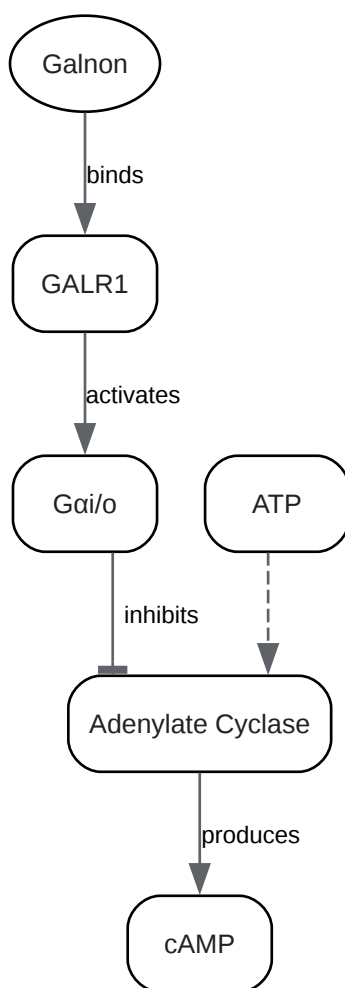 Galnon
binds
GALR1
activates
Gαi/o
ATP
inhibits
Adenylate Cyclase
produces
cAMP